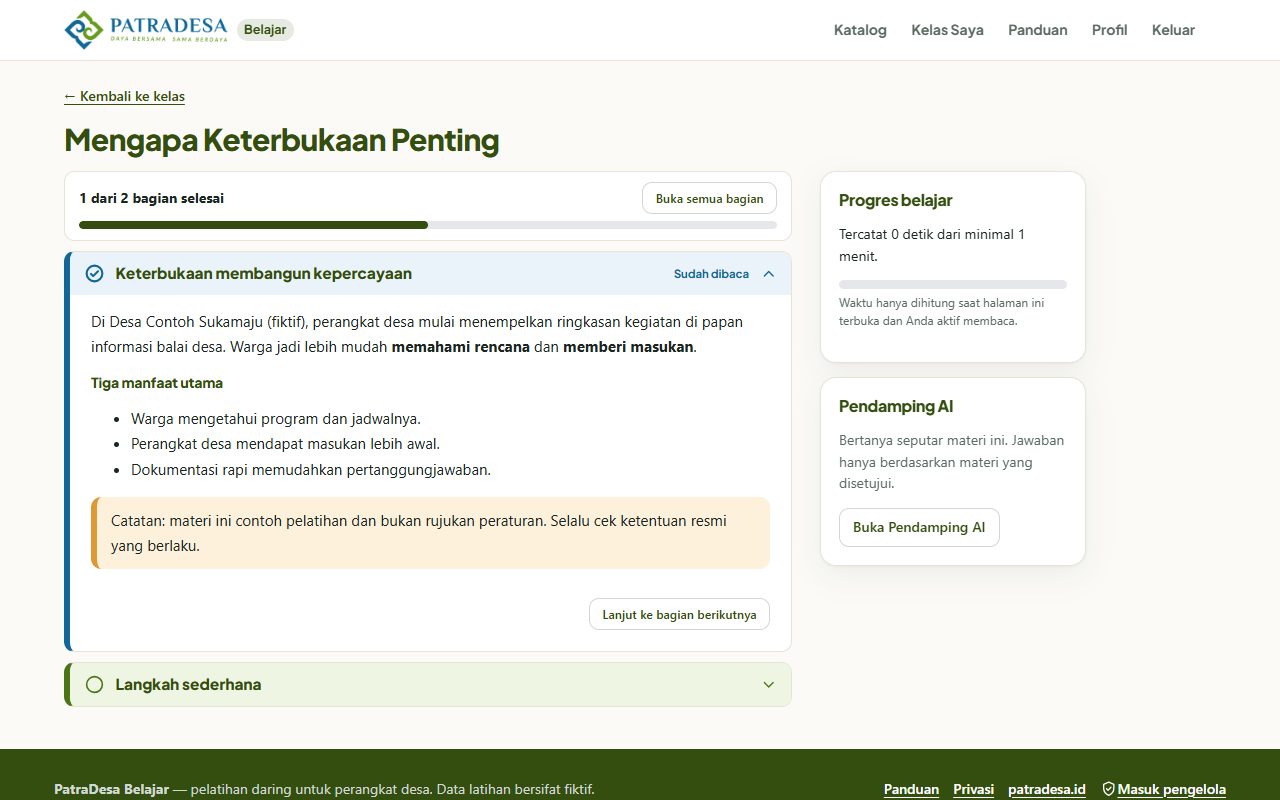 PATRADESA
DAYA BERSAMA SAMA BERDAYA
Belajar
Katalog
Kelas Saya
Panduan
Profil
Keluar
← Kembali ke kelas
Mengapa Keterbukaan Penting
1 dari 2 bagian selesai
Buka semua bagian
Keterbukaan membangun kepercayaan
Sudah dibaca
Di Desa Contoh Sukamaju (fiktif), perangkat desa mulai menempelkan ringkasan kegiatan di papan
informasi balai desa. Warga jadi lebih mudah memahami rencana dan memberi masukan.
Tiga manfaat utama
• Warga mengetahui program dan jadwalnya.
• Perangkat desa mendapat masukan lebih awal.
• Dokumentasi rapi memudahkan pertanggungjawaban.
Catatan: materi ini contoh pelatihan dan bukan rujukan peraturan. Selalu cek ketentuan resmi
yang berlaku.
Lanjut ke bagian berikutnya
Langkah sederhana
Progres belajar
Tercatat 0 detik dari minimal 1
menit.
Waktu hanya dihitung saat halaman ini
terbuka dan Anda aktif membaca.
Pendamping AI
Bertanya seputar materi ini. Jawaban
hanya berdasarkan materi yang
disetujui.
Buka Pendamping AI
PatraDesa Belajar — pelatihan daring untuk perangkat desa. Data latihan bersifat fiktif.
Panduan
Privasi
patradesa.id
Masuk pengelola